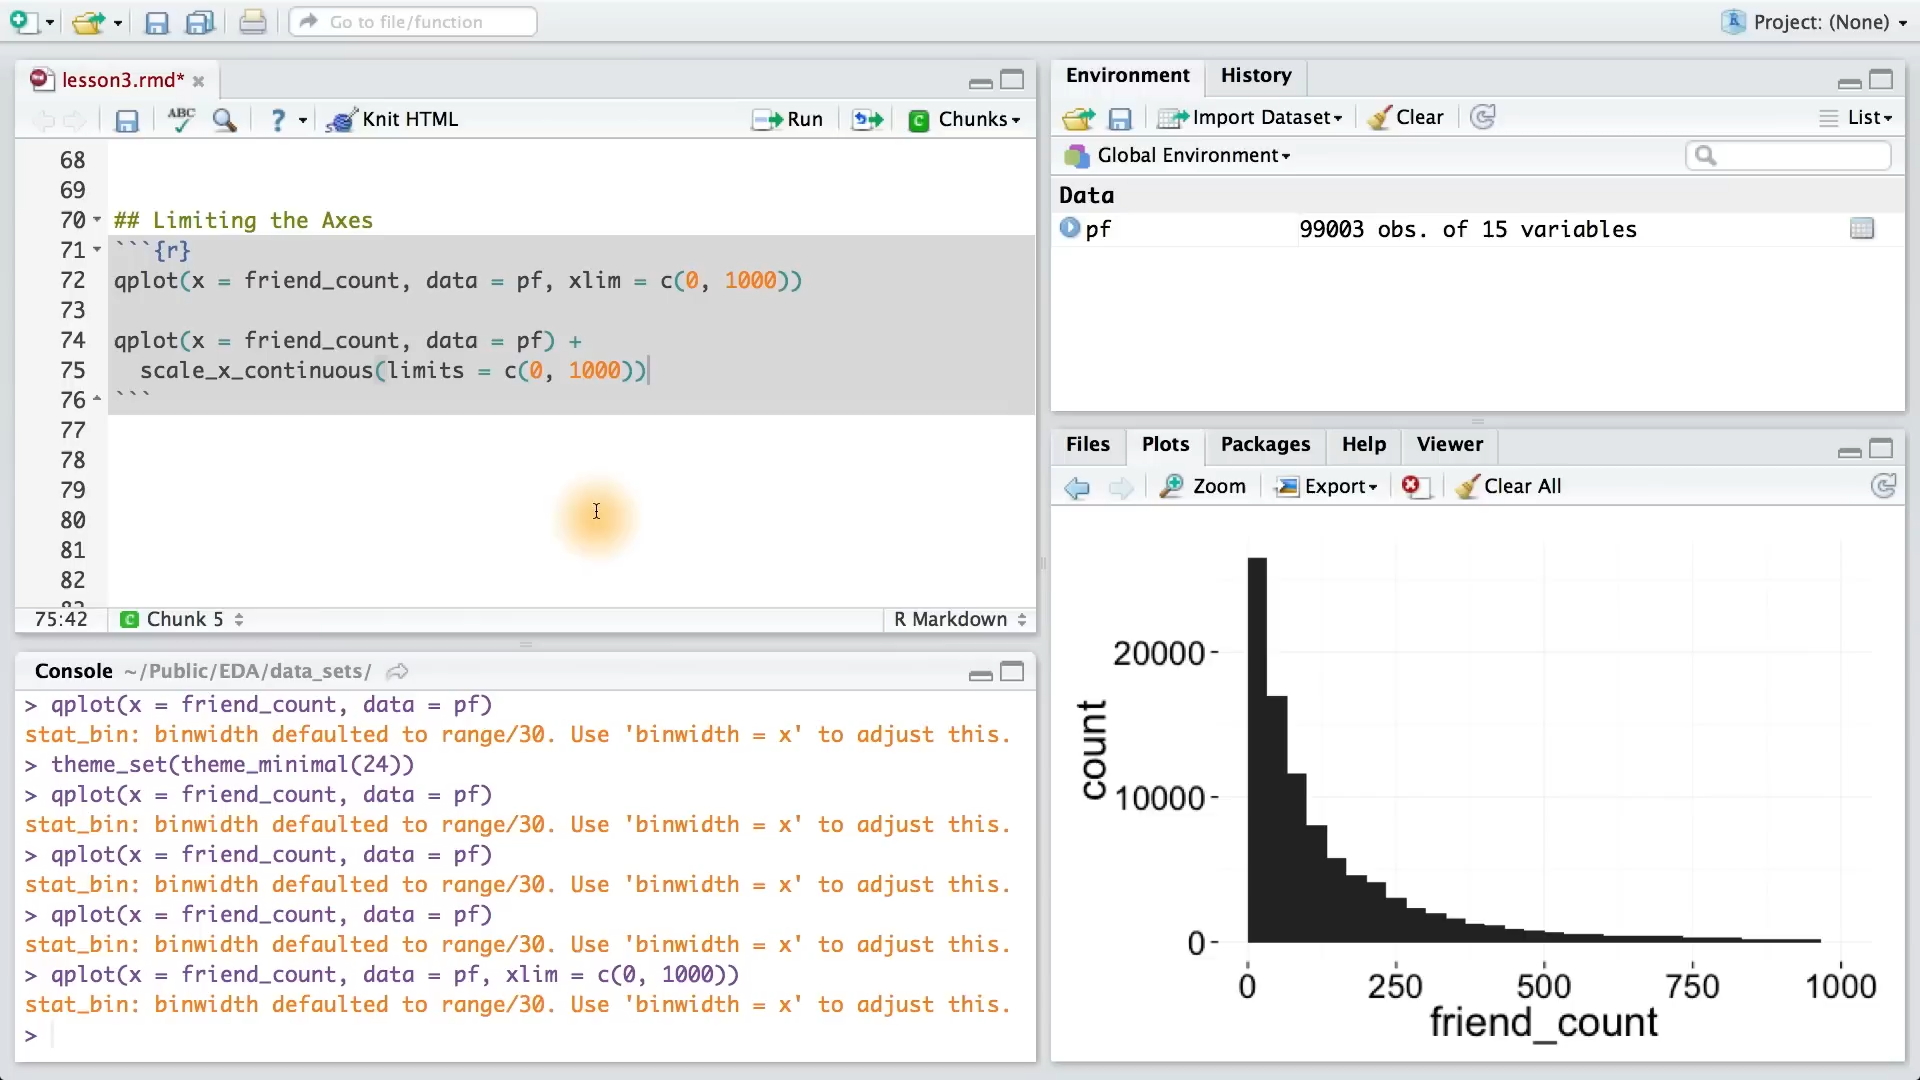 Go to file/function
Project: (None)
lesson3.rmd*
ABC
?
Knit HTML
Run
Chunks
68
69
70 ## Limiting the Axes
71 ```{r}
72 qplot(x = friend_count, data = pf, xlim = c(0, 1000))
73
74 qplot(x = friend_count, data = pf) +
75 scale_x_continuous(limits = c(0, 1000))
76 ```
77
78
79
80
81
82
75:42
C Chunk 5
R Markdown
Console ~/Public/EDA/data_sets/
> qplot(x = friend_count, data = pf)
stat_bin: binwidth defaulted to range/30. Use 'binwidth = x' to adjust this.
> theme_set(theme_minimal(24))
> qplot(x = friend_count, data = pf)
stat_bin: binwidth defaulted to range/30. Use 'binwidth = x' to adjust this.
> qplot(x = friend_count, data = pf)
stat_bin: binwidth defaulted to range/30. Use 'binwidth = x' to adjust this.
> qplot(x = friend_count, data = pf)
stat_bin: binwidth defaulted to range/30. Use 'binwidth = x' to adjust this.
> qplot(x = friend_count, data = pf, xlim = c(0, 1000))
stat_bin: binwidth defaulted to range/30. Use 'binwidth = x' to adjust this.
>
Environment History
Import Dataset
Clear
List
Global Environment
Data
pf 99003 obs. of 15 variables
Files Plots Packages Help Viewer
Zoom Export Clear All
count
20000
10000
0
0 250 500 750 1000
friend_count